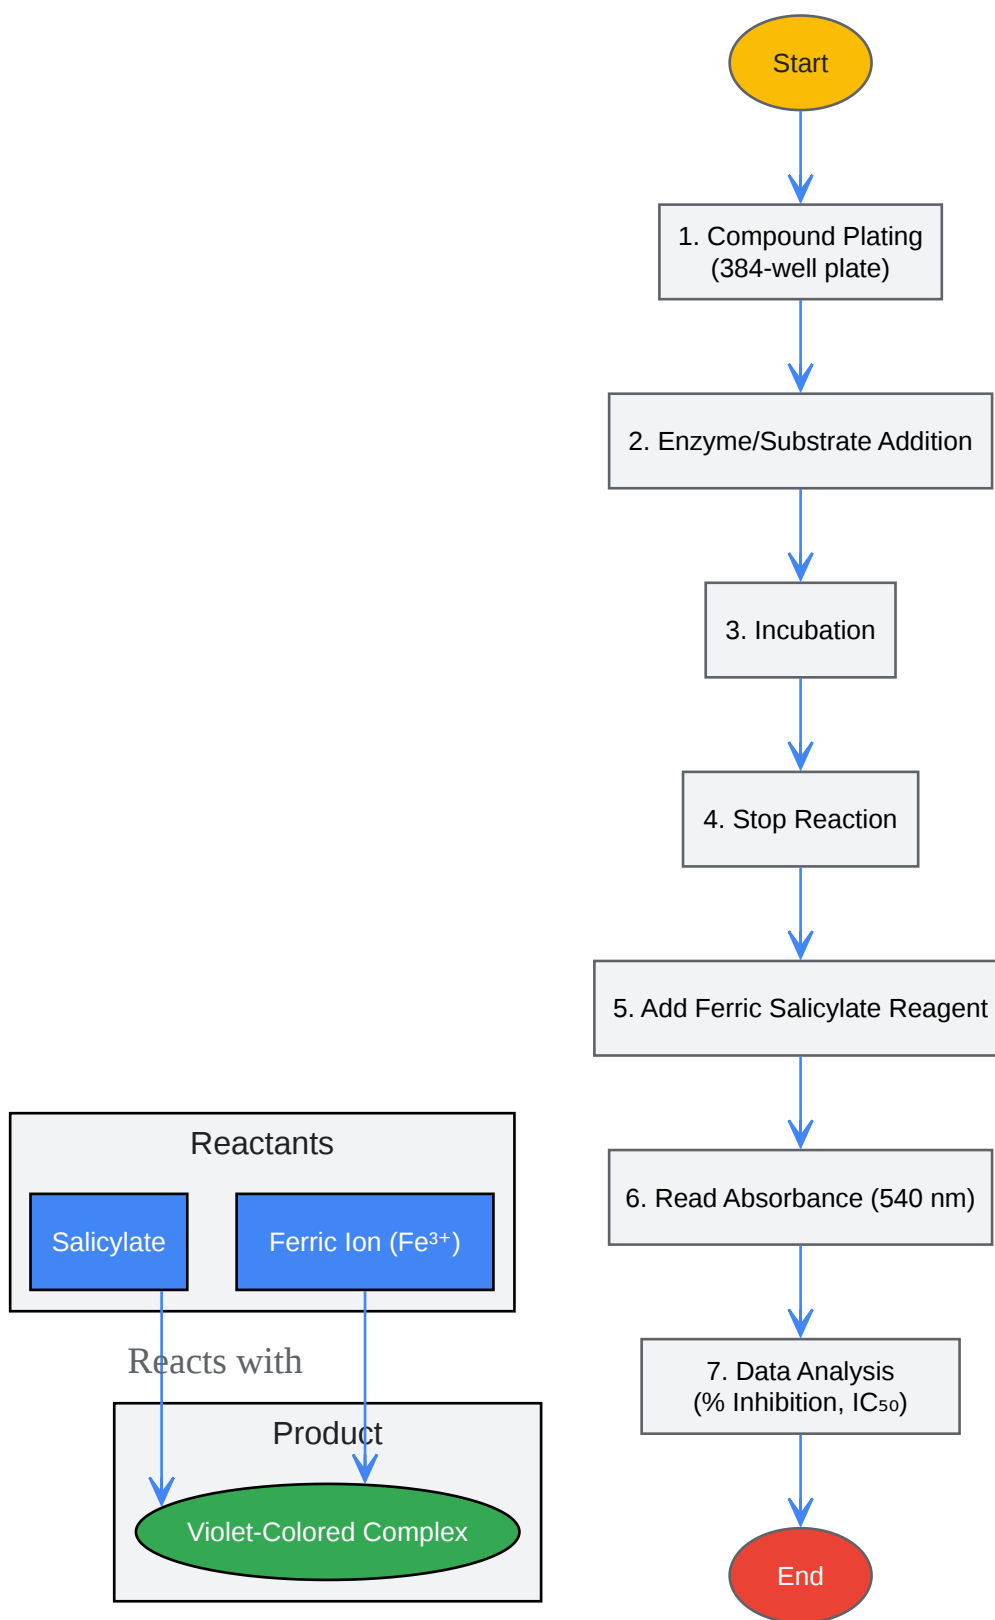 Start
1. Compound Plating
(384-well plate)
2. Enzyme/Substrate Addition
3. Incubation
4. Stop Reaction
5. Add Ferric Salicylate Reagent
6. Read Absorbance (540 nm)
7. Data Analysis
(% Inhibition, IC₅₀)
End
Reactants
Salicylate
Ferric Ion (Fe³⁺)
Reacts with
Product
Violet-Colored Complex